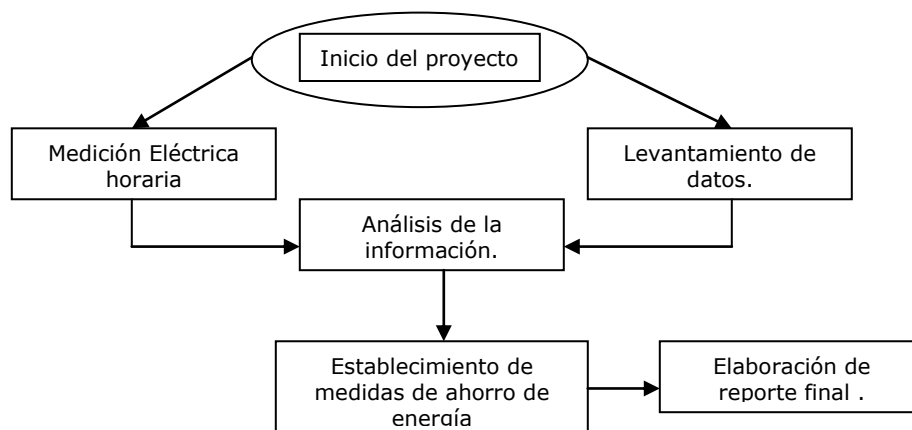 Inicio del proyecto
Medición Eléctrica
horaria
Levantamiento de
datos.
Análisis de la
información.
Establecimiento de
medidas de ahorro de
energía
Elaboración de
reporte final .